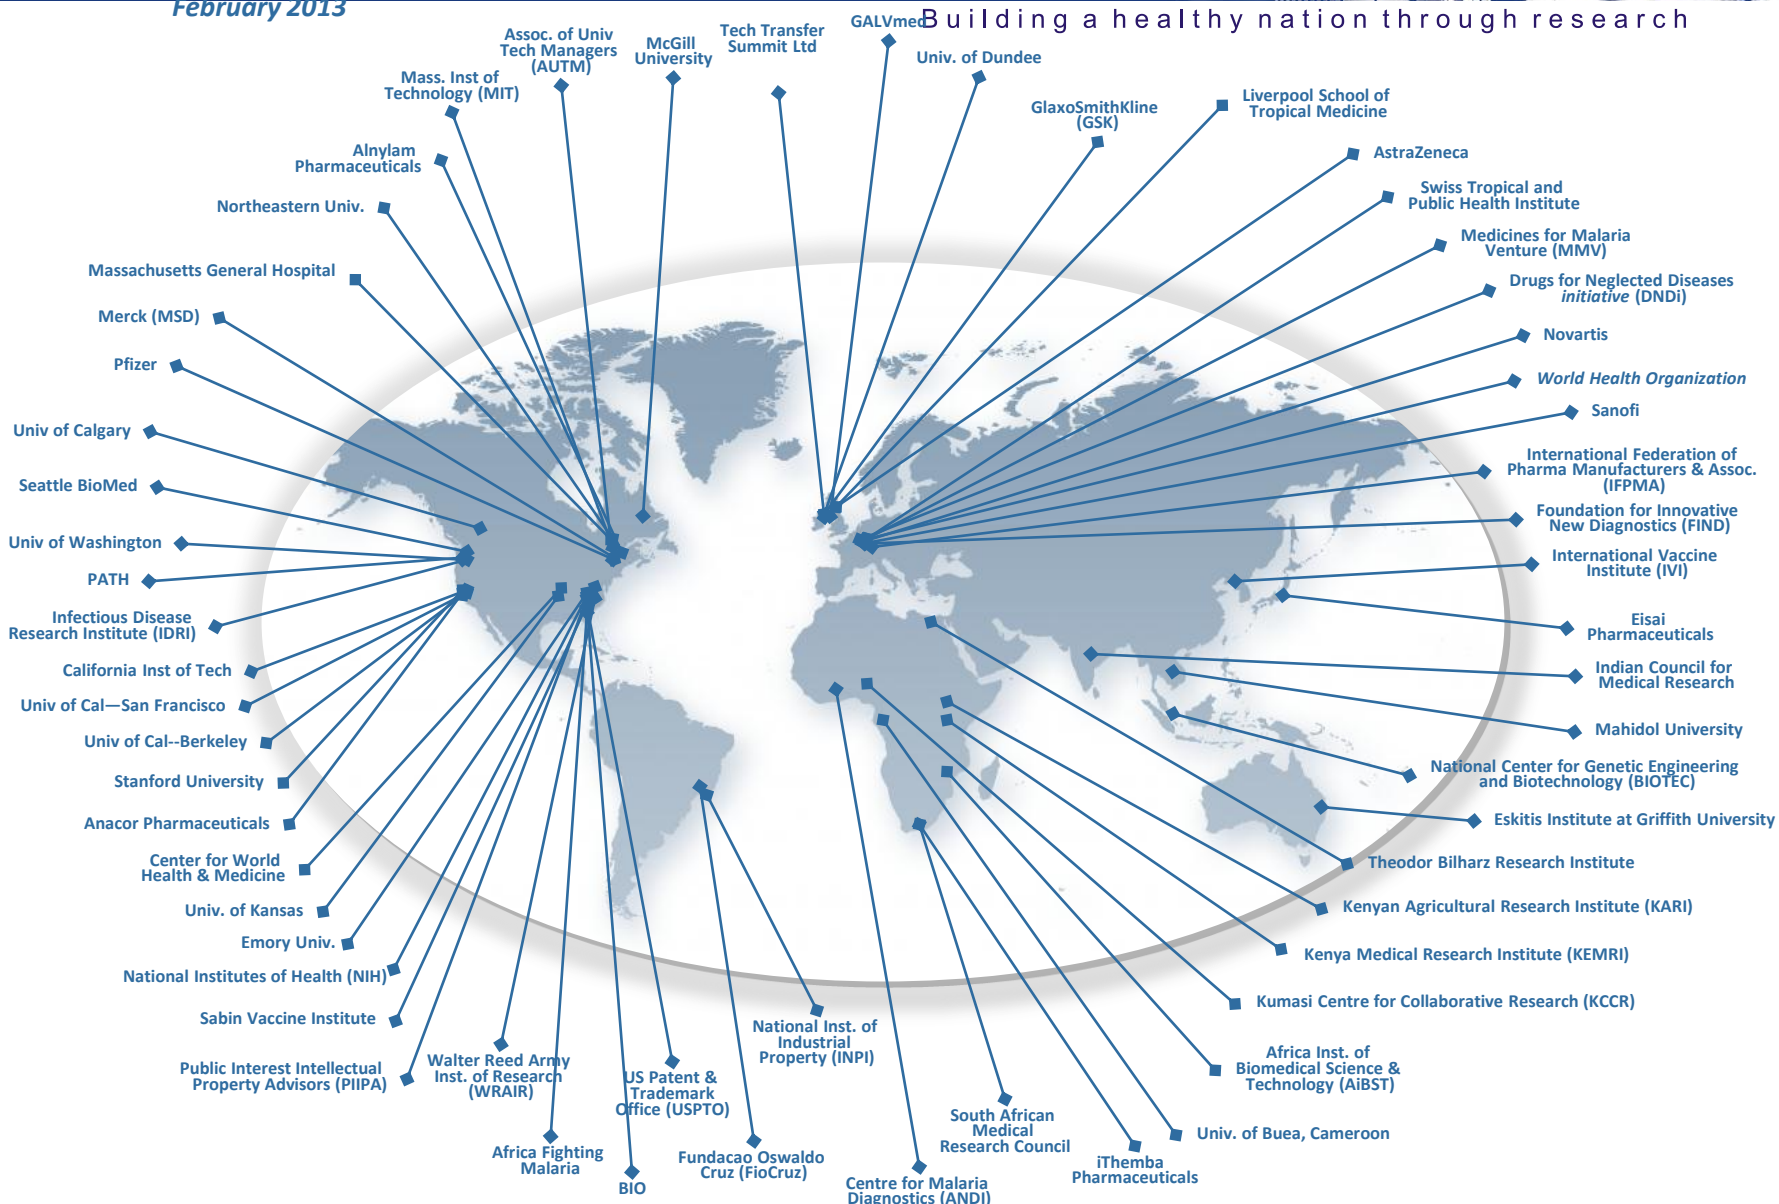 February 2013
Building a healthy nation through research
GALVmed
Tech Transfer
Summit Ltd
Assoc. of Univ
Tech Managers
(AUTM)
McGill
University
Univ. of Dundee
Mass. Inst of
Technology (MIT)
GlaxoSmithKline
(GSK)
Liverpool School of
Tropical Medicine
Alnylam
Pharmaceuticals
AstraZeneca
Northeastern Univ.
Swiss Tropical and
Public Health Institute
Medicines for Malaria
Venture (MMV)
Massachusetts General Hospital
Drugs for Neglected Diseases
initiative (DNDi)
Merck (MSD)
Novartis
Pfizer
World Health Organization
Sanofi
Univ of Calgary
International Federation of
Pharma Manufacturers & Assoc.
(IFPMA)
Seattle BioMed
Foundation for Innovative
New Diagnostics (FIND)
Univ of Washington
International Vaccine
Institute (IVI)
PATH
Infectious Disease
Research Institute (IDRI)
Eisai
Pharmaceuticals
California Inst of Tech
Indian Council for
Medical Research
Univ of Cal—San Francisco
Mahidol University
Univ of Cal--Berkeley
Stanford University
National Center for Genetic Engineering
and Biotechnology (BIOTEC)
Anacor Pharmaceuticals
Eskitis Institute at Griffith University
Center for World
Health & Medicine
Theodor Bilharz Research Institute
Univ. of Kansas
Kenyan Agricultural Research Institute (KARI)
Emory Univ.
Kenya Medical Research Institute (KEMRI)
National Institutes of Health (NIH)
Kumasi Centre for Collaborative Research (KCCR)
Sabin Vaccine Institute
National Inst. of
Industrial
Property (INPI)
Public Interest Intellectual
Property Advisors (PIIPA)
Walter Reed Army
Inst. of Research
(WRAIR)
US Patent &
Trademark
Office (USPTO)
Africa Inst. of
Biomedical Science &
Technology (AiBST)
South African
Medical
Research Council
Univ. of Buea, Cameroon
Africa Fighting
Malaria
Fundacao Oswaldo
Cruz (FioCruz)
iThemba
Pharmaceuticals
BIO
Centre for Malaria
Diagnostics (ANDI)